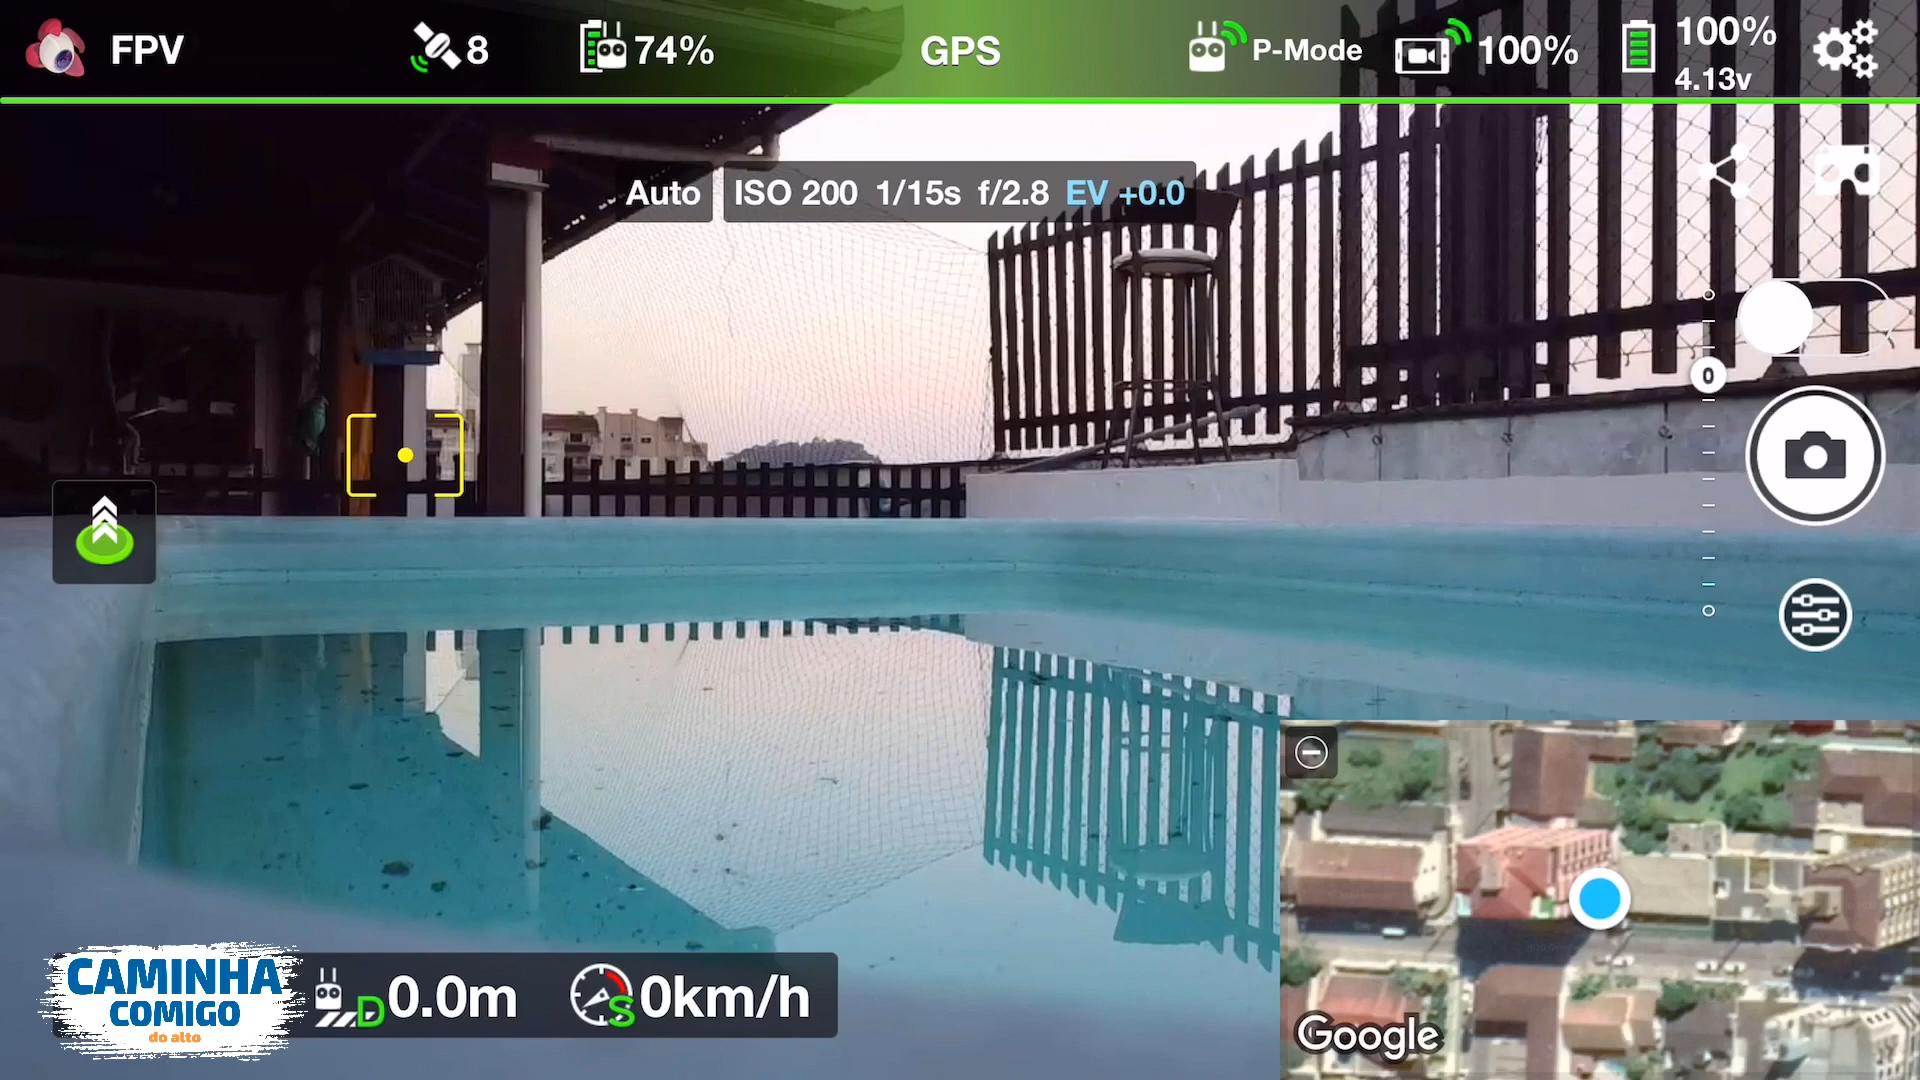 FPV
8
74%
GPS
P-Mode
100%
100%
4.13v
Auto
ISO 200 1/15s f/2.8 EV +0.0
0
CAMINHA
COMIGO
do alto
D 0.0m
S 0km/h
Google